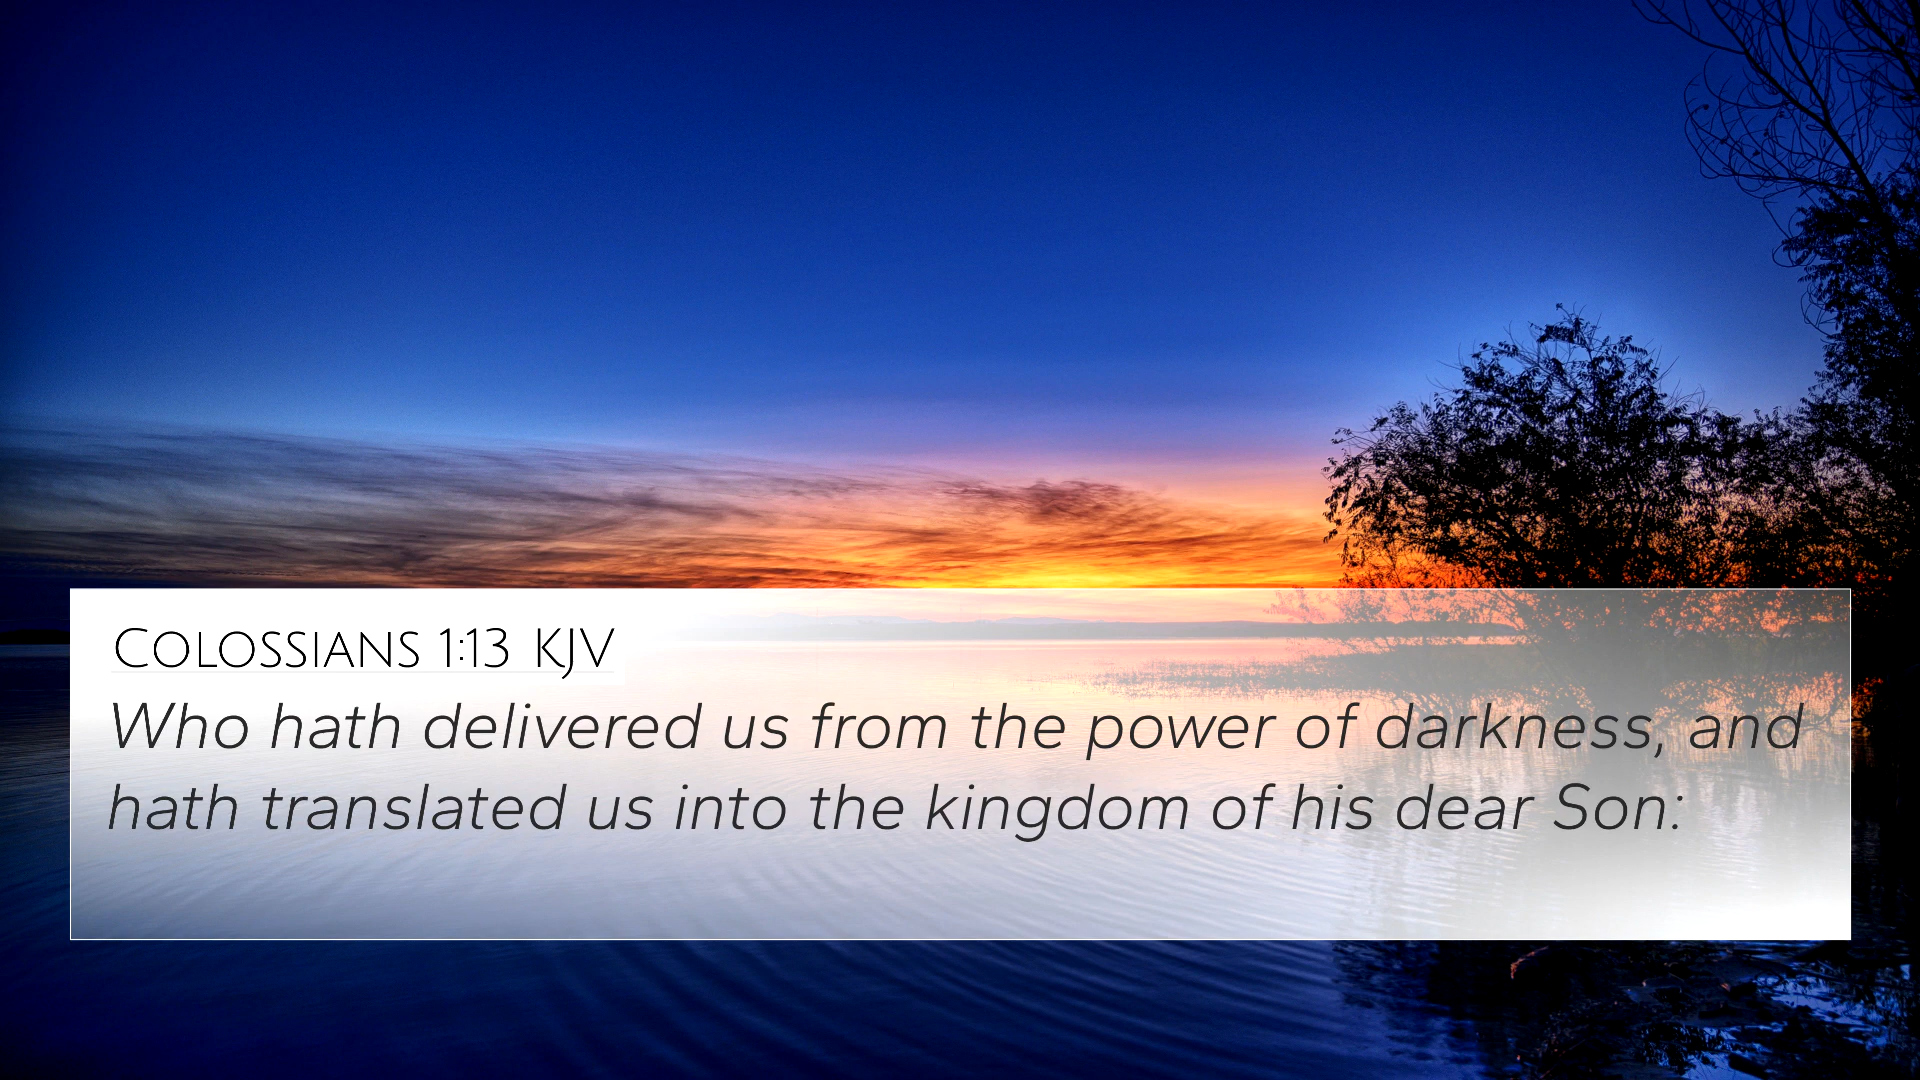 Colossians 1:13 KJV
Who hath delivered us from the power of darkness, and
hath translated us into the kingdom of his dear Son: